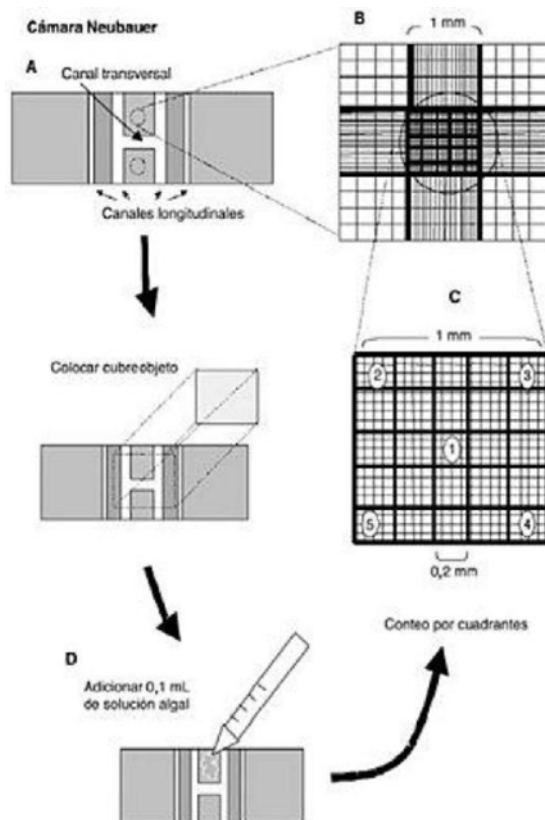 Cámara Neubauer
A
Canal transversal
Canales longitudinales
B
1 mm
C
1 mm
2
3
1
5
4
0,2 mm
Colocar cubreobjeto
Conteo por cuadrantes
D
Adicionar 0,1 mL
de solución algal